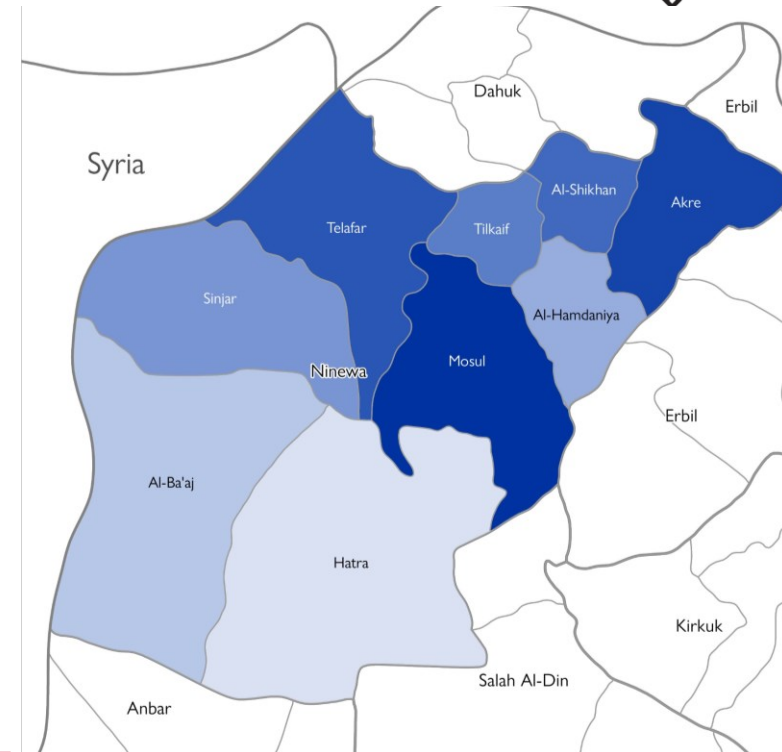 Dahuk
Erbil
Syria
Al-Shikhan
Akre
Telafar
Tilkaif
Sinjar
Al-Hamdaniya
Mosul
Ninewa
Erbil
Al-Ba'aj
Hatra
Kirkuk
Salah Al-Din
Anbar